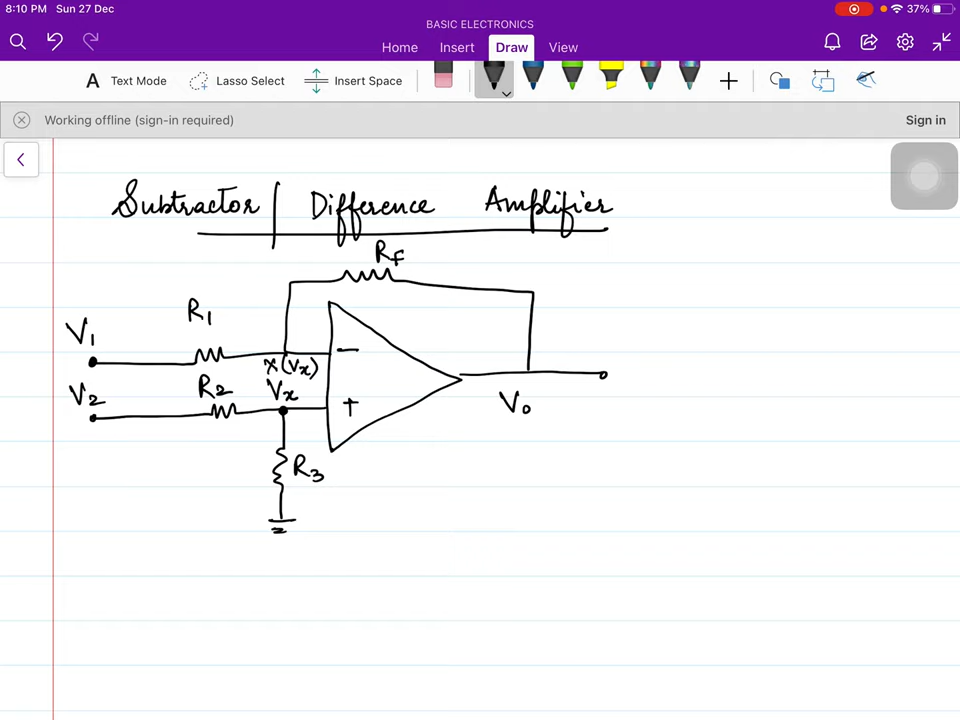 8:10 PM Sun 27 Dec
37%
BASIC ELECTRONICS
Home Insert Draw View
A Text Mode Lasso Select Insert Space
Working offline (sign-in required) Sign in
Subtractor | Difference Amplifier
Rf
R1
V1
X(Vx)
V2 R2 Vx
−
+
Vo
R3